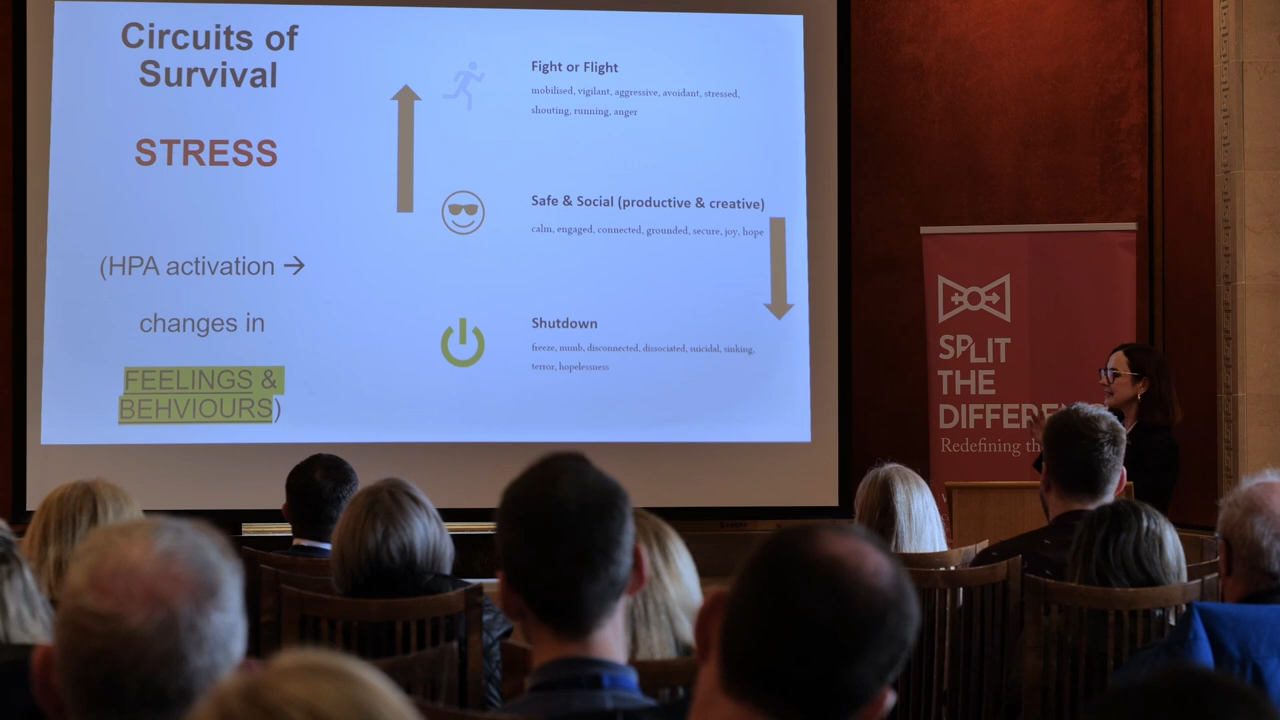 Circuits of
Survival
STRESS
(HPA activation →
changes in
FEELINGS &
BEHVIOURS)
Fight or Flight
mobilised, vigilant, aggressive, avoidant, stressed,
shouting, running, anger
Safe & Social (productive & creative)
calm, engaged, connected, grounded, secure, joy, hope
Shutdown
freeze, numb, disconnected, dissociated, suicidal, sinking,
terror, hopelessness
SPLIT
THE
Redefining